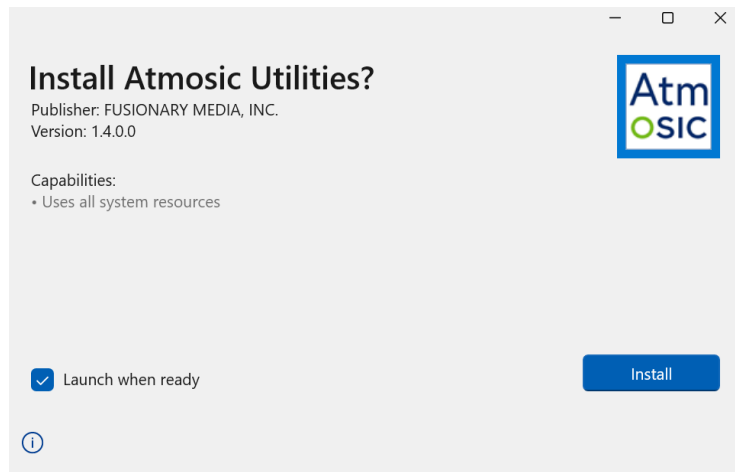 Install Atmosic Utilities?
Publisher: FUSIONARY MEDIA, INC.
Version: 1.4.0.0
Atm
osic
Capabilities:
• Uses all system resources
Launch when ready
Install